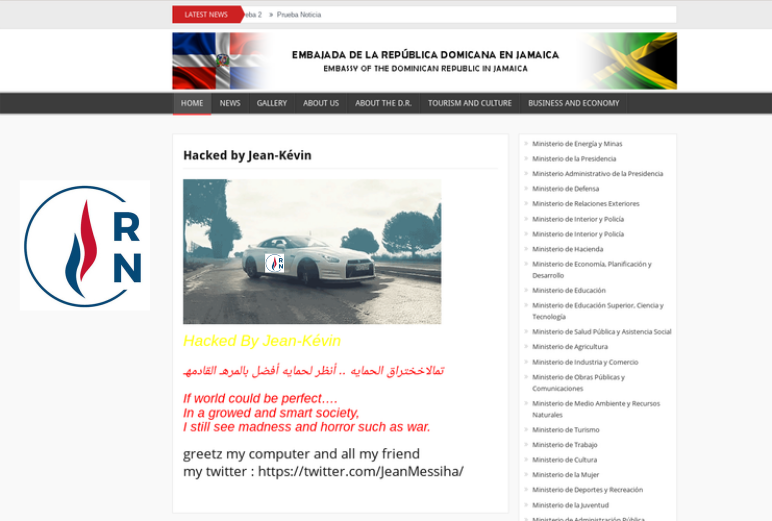 LATEST NEWS
eba 2 » Prueba Noticia
EMBAJADA DE LA REPÚBLICA DOMICANA EN JAMAICA
EMBASSY OF THE DOMINICAN REPUBLIC IN JAMAICA
HOME NEWS GALLERY ABOUT US ABOUT THE D.R. TOURISM AND CULTURE BUSINESS AND ECONOMY
R
N
Hacked by Jean-Kévin
R
N
Hacked By Jean-Kévin
تمالاختراق الحمايه .. أنظر لحمايه أفضل بالمرهـ القادمهـ
If world could be perfect....
In a growed and smart society,
I still see madness and horror such as war.
greetz my computer and all my friend
my twitter : https://twitter.com/JeanMessiha/
Ministerio de Energía y Minas
Ministerio de la Presidencia
Ministerio Administrativo de la Presidencia
Ministerio de Defensa
Ministerio de Relaciones Exteriores
Ministerio de Interior y Policía
Ministerio de Interior y Policía
Ministerio de Hacienda
Ministerio de Economía, Planificación y
Desarrollo
Ministerio de Educación
Ministerio de Educación Superior, Ciencia y
Tecnología
Ministerio de Salud Pública y Asistencia Social
Ministerio de Agricultura
Ministerio de Industria y Comercio
Ministerio de Obras Públicas y
Comunicaciones
Ministerio de Medio Ambiente y Recursos
Naturales
Ministerio de Turismo
Ministerio de Trabajo
Ministerio de Cultura
Ministerio de la Mujer
Ministerio de Deportes y Recreación
Ministerio de la Juventud
Ministerio de Administración Pública